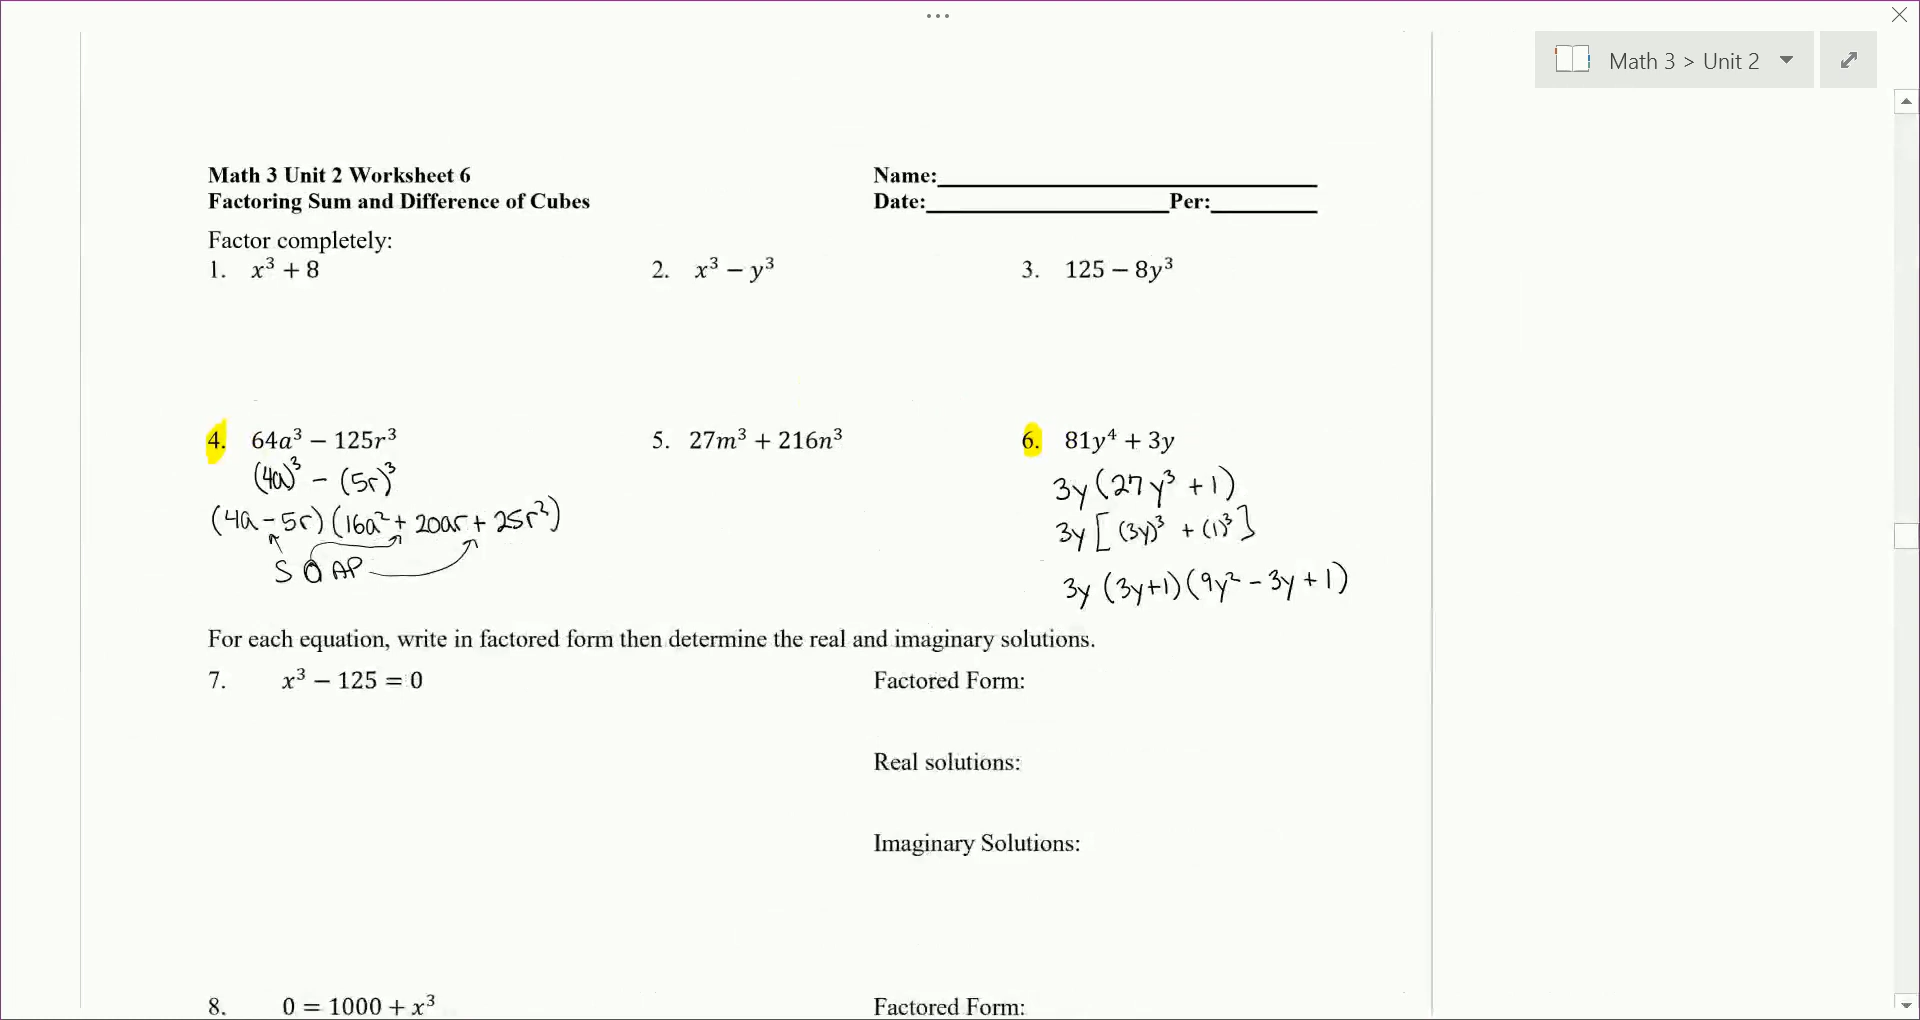 Math 3 > Unit 2
Math 3 Unit 2 Worksheet 6
Name:
Factoring Sum and Difference of Cubes
Date: Per:
Factor completely:
1. x³ + 8
2. x³ − y³
3. 125 − 8y³
4. 64a³ − 125r³
(4a)³ − (5r)³
(4a − 5r)(16a² + 20ar + 25r²)
SOAP
5. 27m³ + 216n³
6. 81y⁴ + 3y
3y(27y³ + 1)
3y[(3y)³ + (1)³]
3y(3y+1)(9y² − 3y + 1)
For each equation, write in factored form then determine the real and imaginary solutions.
7. x³ − 125 = 0
Factored Form:
Real solutions:
Imaginary Solutions:
8. 0 = 1000 + x³
Factored Form: